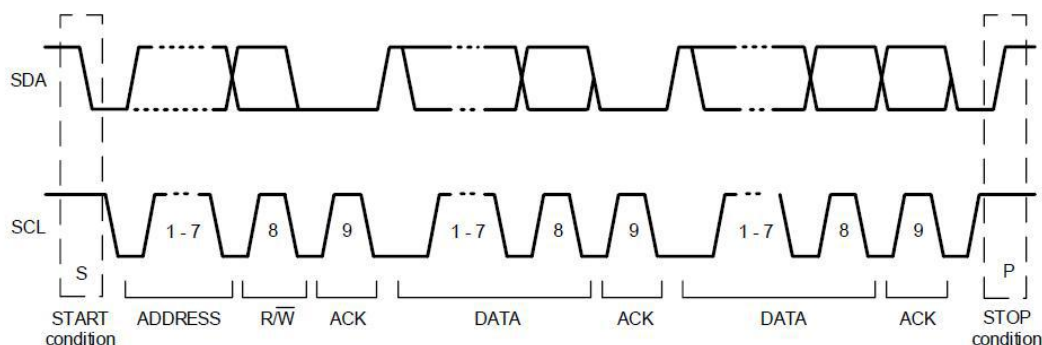 SDA
SCL
1 - 7
8
9
1 - 7
8
9
1 - 7
8
9
S
P
START condition
ADDRESS
R/W̅
ACK
DATA
ACK
DATA
ACK
STOP condition